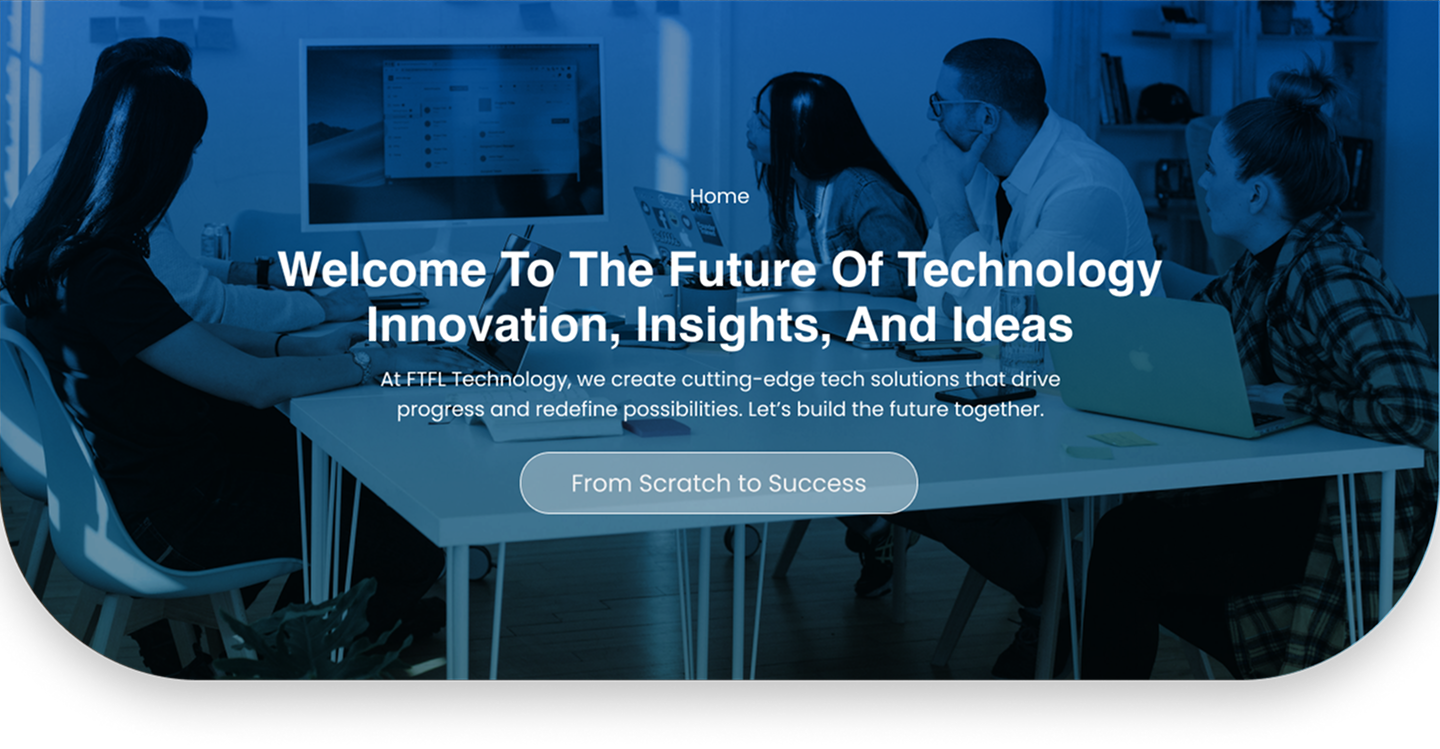 Home
Welcome To The Future Of Technology
Innovation, Insights, And Ideas
At FTFL Technology, we create cutting-edge tech solutions that drive
progress and redefine possibilities. Let’s build the future together.
From Scratch to Success